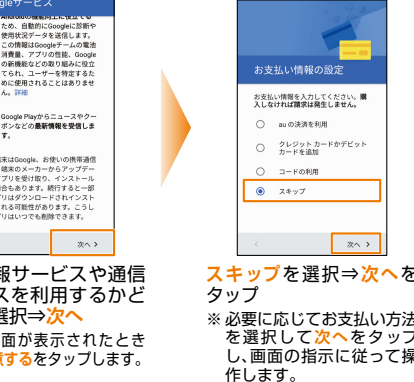 gleサービス
Androidの機能向上に役立てる
ため、自動的にGoogleに診断や
使用状況データを送信します。
この情報はGoogleチームの電池
消費量、アプリの性能、Google
の新機能などの取り組みに役立
てられ、ユーザーを特定するた
めに使用されることはありませ
ん。詳細
Google Playからニュースやクー
ポンなどの最新情報を受信しま
す。
末はGoogle、お使いの携帯通信
端末のメーカーからアップデー
プリを受け取り、インストール
合もあります。続行すると一部
リはダウンロードされインスト
れる可能性があります。こうし
プリはいつでも削除できます。
次へ >
報サービスや通信
スを利用するかど
選択⇒次へ
面が表示されたとき
意するをタップします。
お支払い情報の設定
お支払い情報を入力してください。購
入しなければ請求は発生しません。
au の決済を利用
クレジット カードかデビット
カードを追加
コードの利用
スキップ
< 次へ >
スキップを選択⇒次へを
タップ
※ 必要に応じてお支払い方法
を選択して次へをタップ
し、画面の指示に従って操
作します。